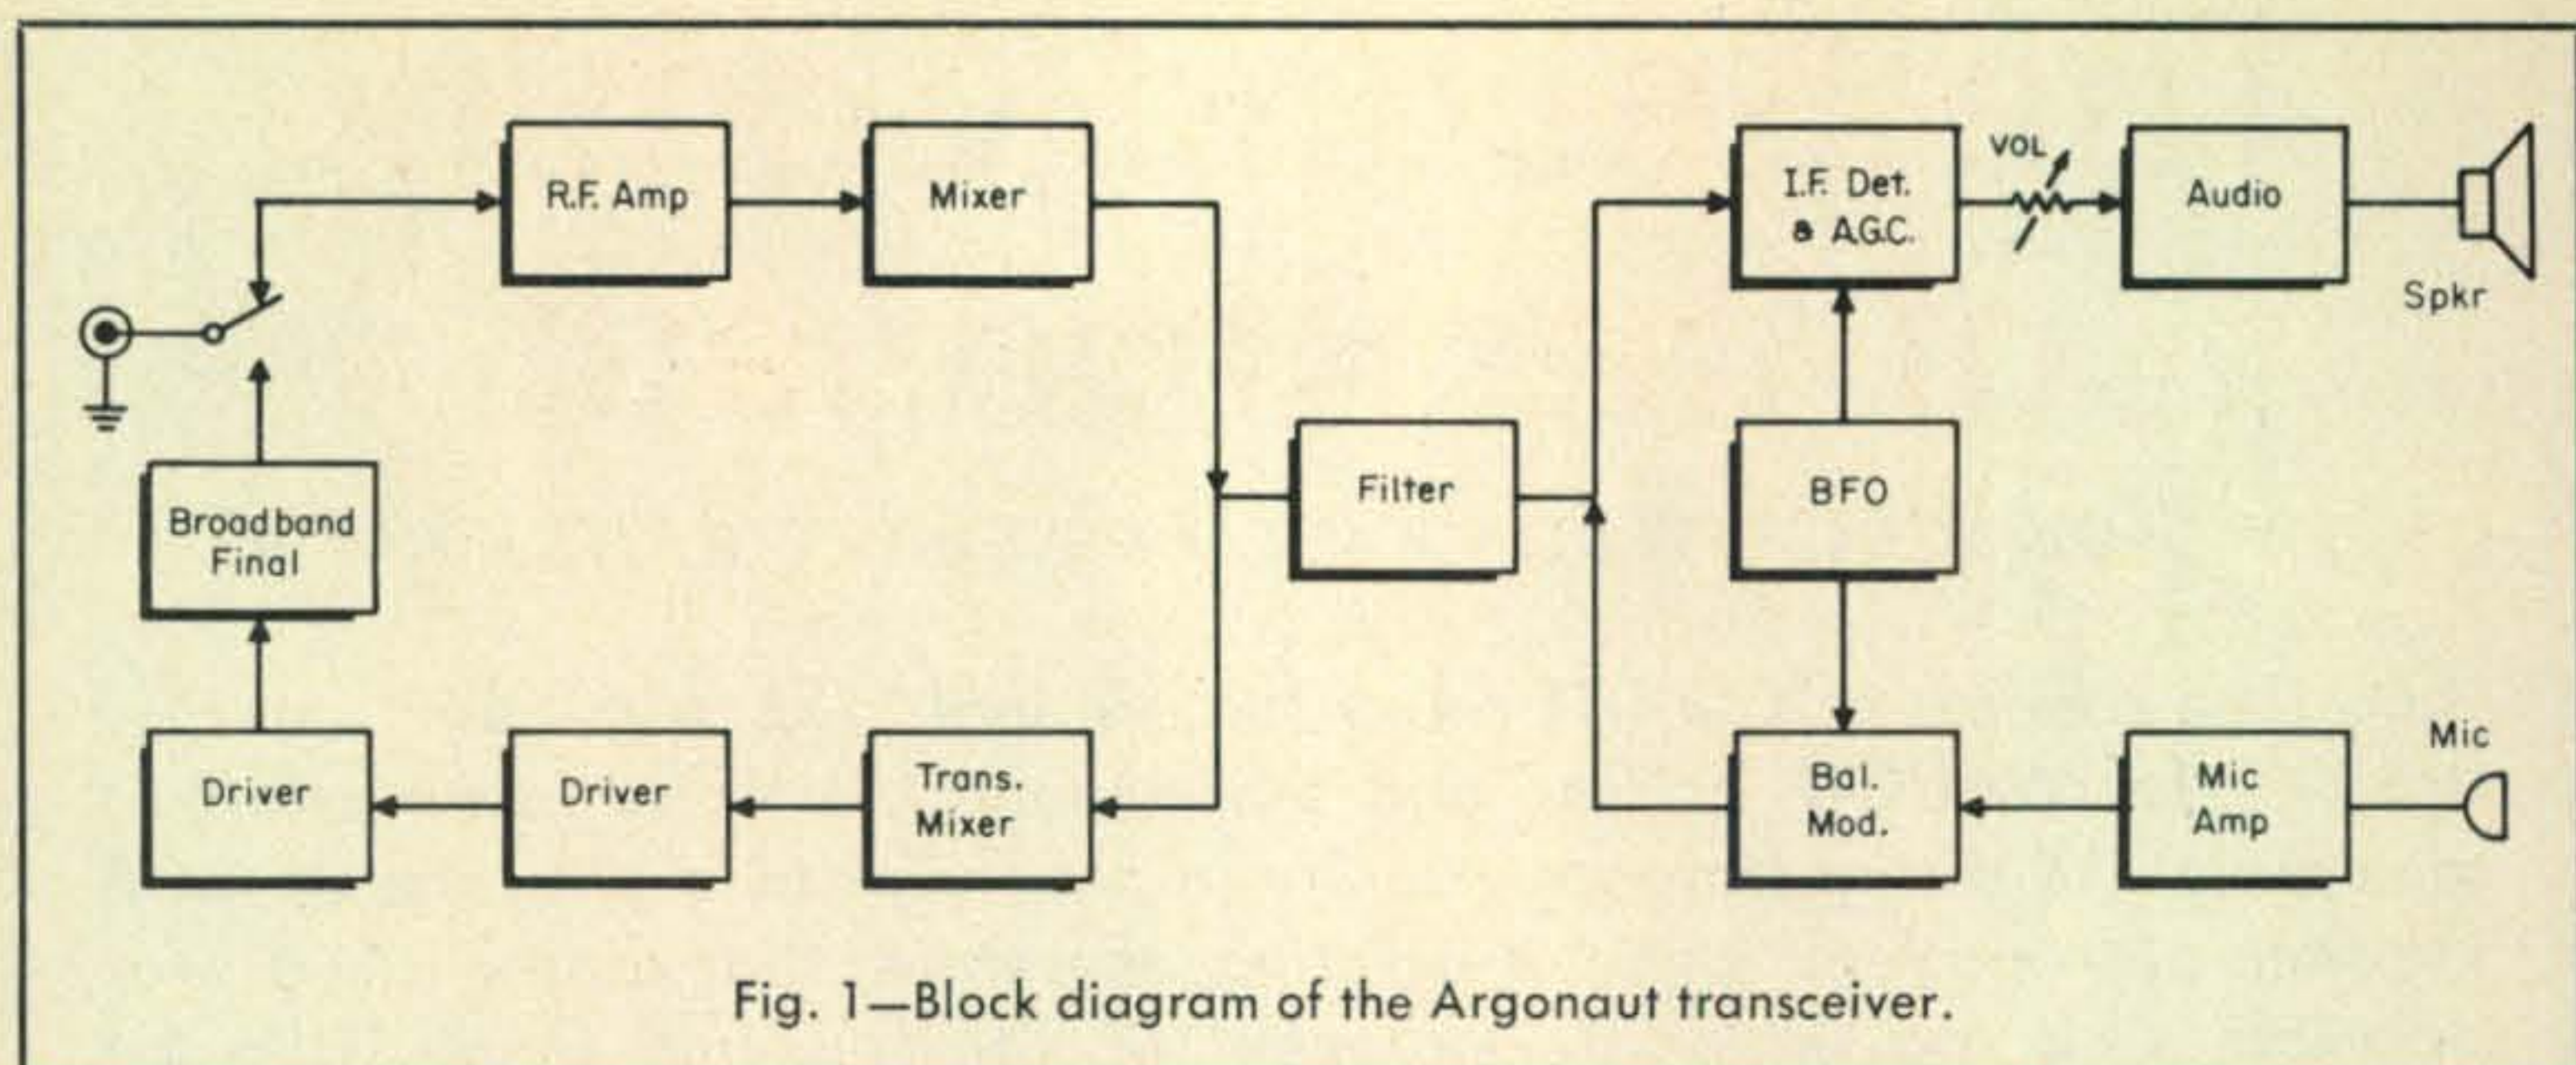 R.F. Amp
Mixer
I.F. Det.
& A.G.C.
VOL
Audio
Spkr
Broadband
Final
Filter
BFO
Driver
Driver
Trans.
Mixer
Bal.
Mod.
Mic
Amp
Mic
Fig. 1—Block diagram of the Argonaut transceiver.